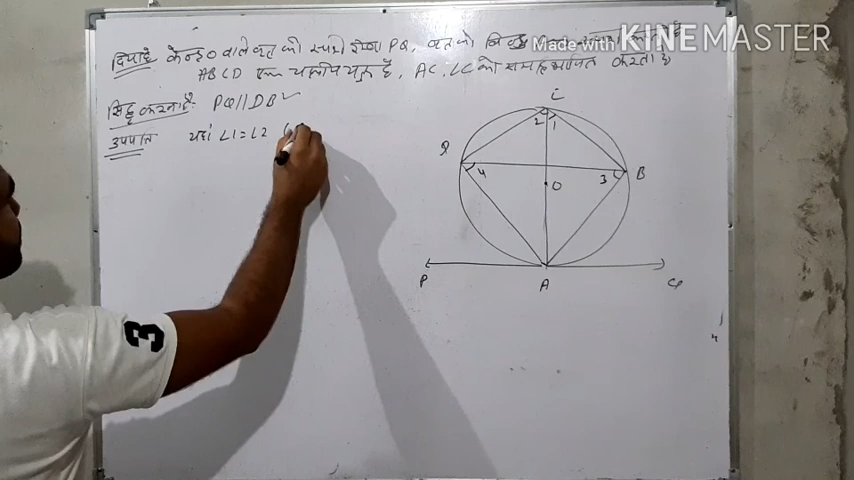 दिया है केन्द्र O वाले वृत की स्पर्श रेखा PQ, वृत को बिन्दु
Made with KINEMASTER
ABCD एक चक्रीय चतुर्भुज है, AC, ∠C को समद्विभाजित करता है
सिद्ध करना है:- PQ//DB ✓
उपपति यहां ∠1 = ∠2
C
2 1
4 3 B
O
P A Q
3